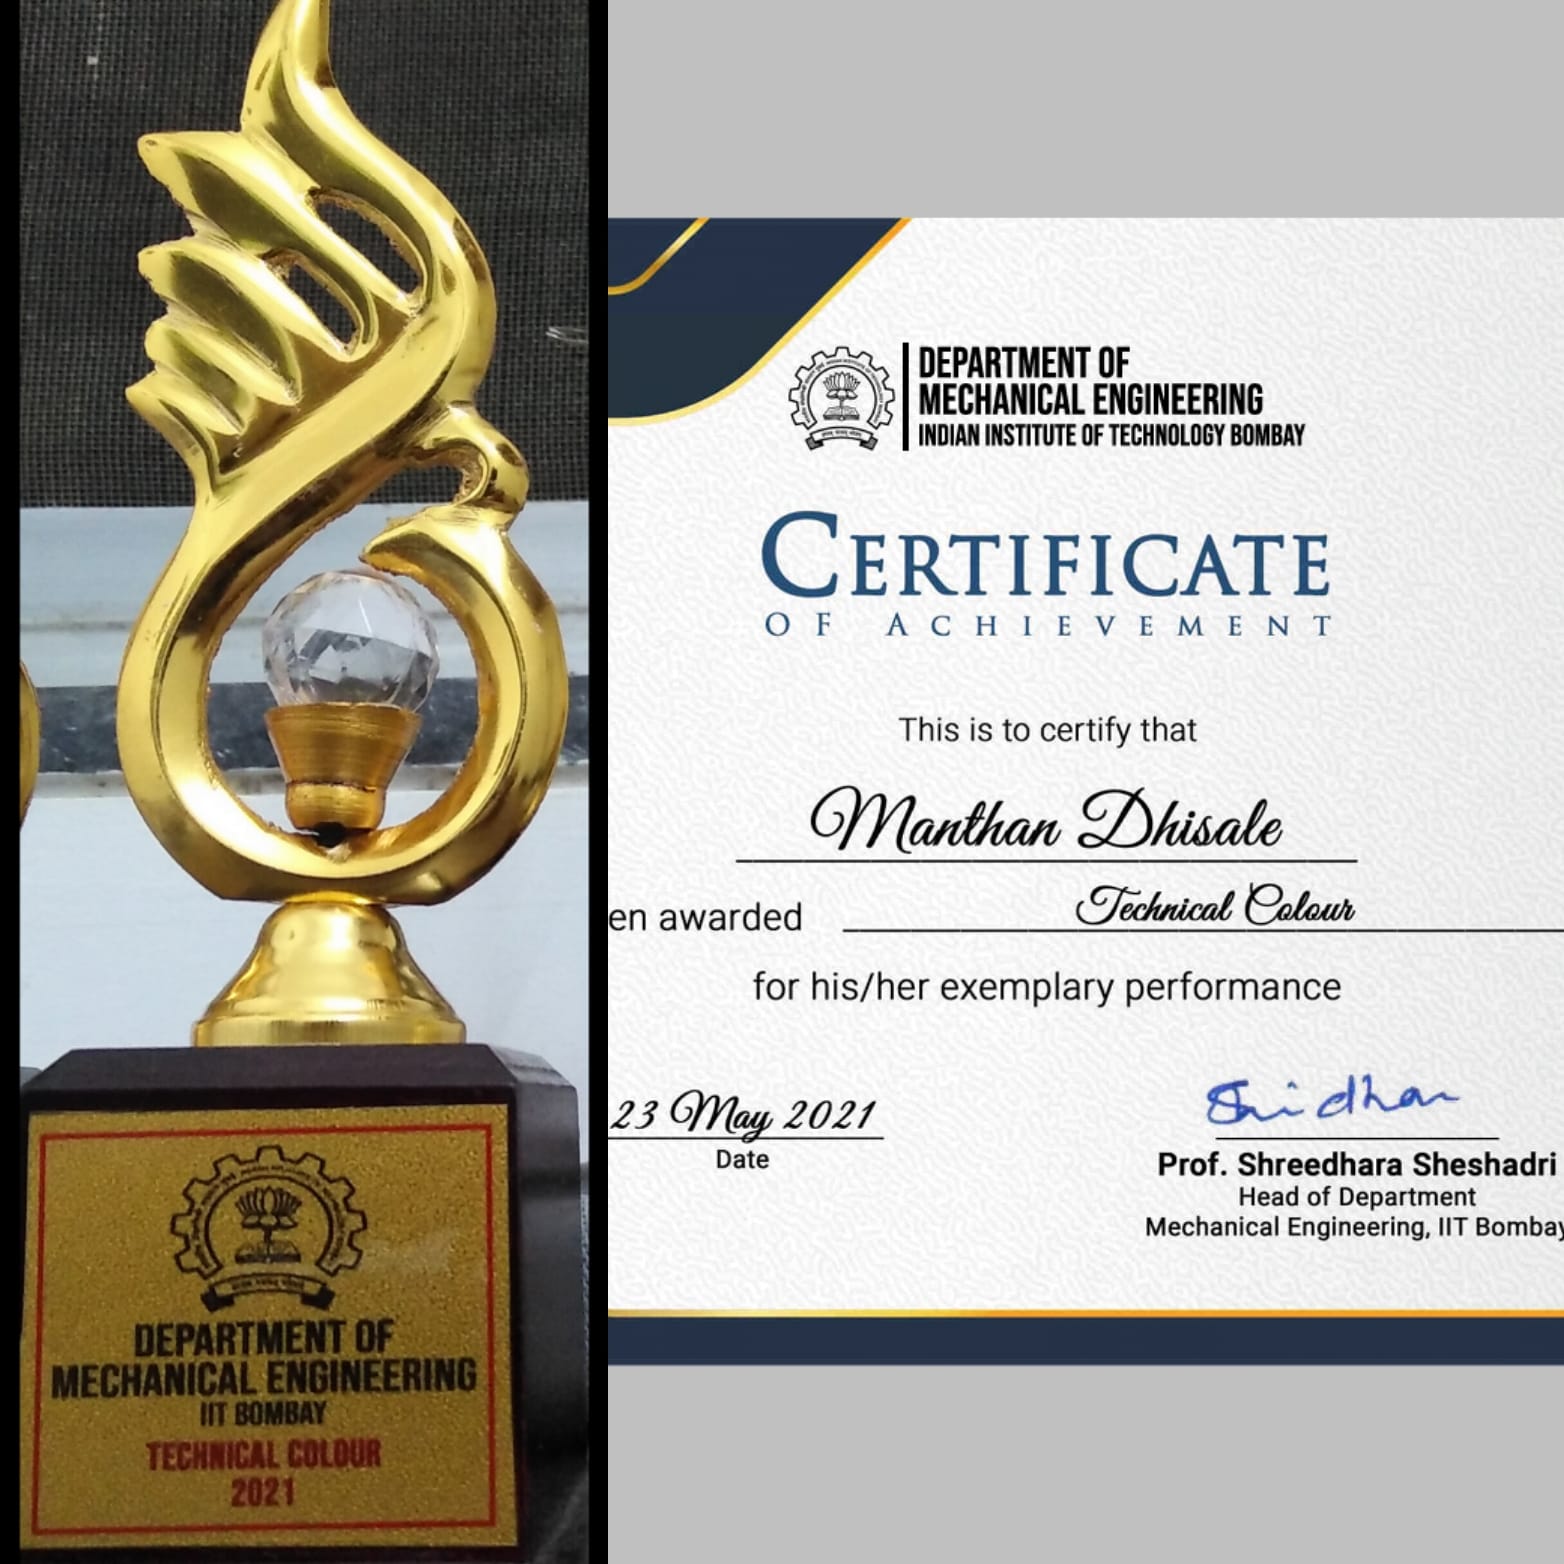 DEPARTMENT OF
MECHANICAL ENGINEERING
IIT BOMBAY
TECHNICAL COLOUR
2021
DEPARTMENT OF
MECHANICAL ENGINEERING
INDIAN INSTITUTE OF TECHNOLOGY BOMBAY
CERTIFICATE
OF ACHIEVEMENT
This is to certify that
Manthan Dhisale
en awarded Technical Colour
for his/her exemplary performance
23 May 2021
Date
Sridhar
Prof. Shreedhara Sheshadri
Head of Department
Mechanical Engineering, IIT Bombay